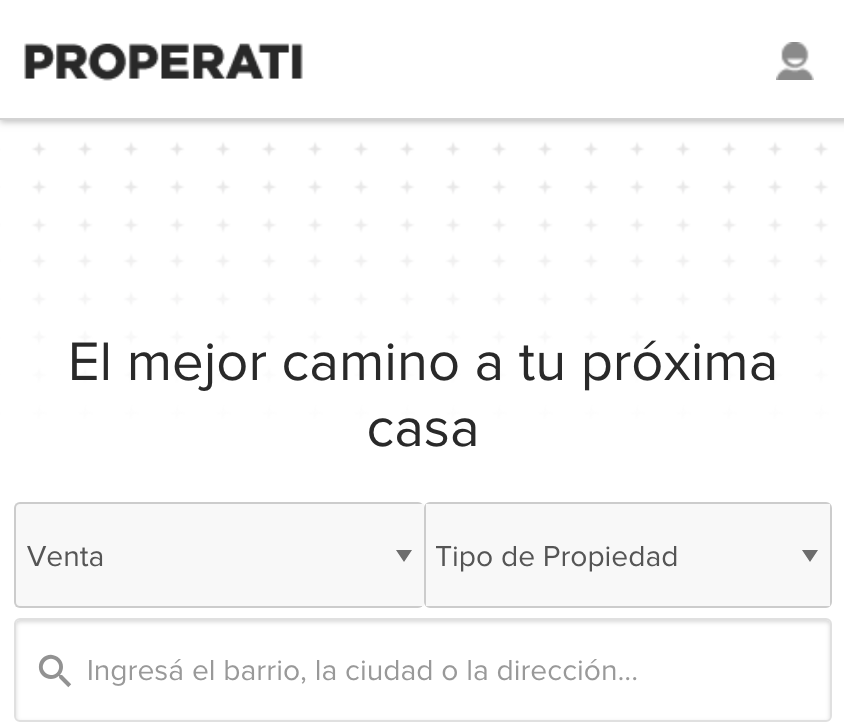 PROPERATI
El mejor camino a tu próxima
casa
Venta
Tipo de Propiedad
Ingresá el barrio, la ciudad o la dirección...